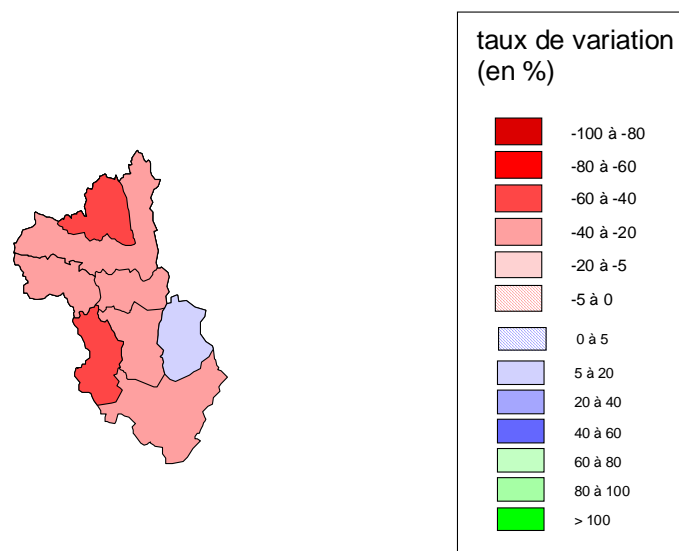 taux de variation
(en %)
-100 à -80
-80 à -60
-60 à -40
-40 à -20
-20 à -5
-5 à 0
0 à 5
5 à 20
20 à 40
40 à 60
60 à 80
80 à 100
> 100